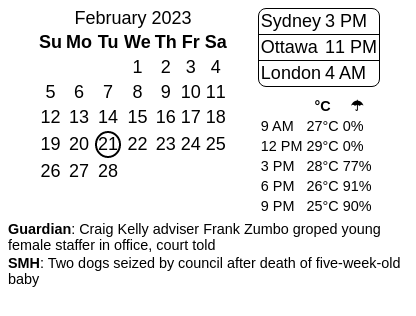 February 2023
Su Mo Tu We Th Fr Sa
1 2 3 4
5 6 7 8 9 10 11
12 13 14 15 16 17 18
19 20 21 22 23 24 25
26 27 28
Sydney 3 PM
Ottawa 11 PM
London 4 AM
°C ☂
9 AM 27°C 0%
12 PM 29°C 0%
3 PM 28°C 77%
6 PM 26°C 91%
9 PM 25°C 90%
Guardian: Craig Kelly adviser Frank Zumbo groped young
female staffer in office, court told
SMH: Two dogs seized by council after death of five-week-old
baby